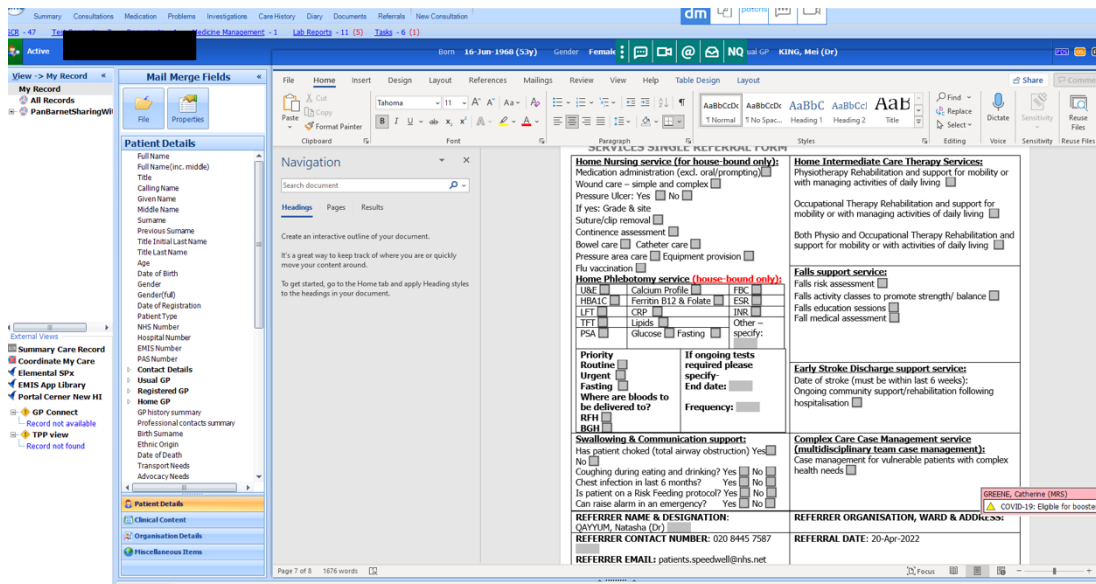 Summary Consultations Medication Problems Investigations Care History Diary Documents Referrals New Consultation
dm
SCR - 47
Medicine Management - 1 Lab Reports - 11 (5) Tasks - 6 (1)
Active Born 16-Jun-1968 (53y) Gender Female NQ ual GP KING, Mei (Dr)
View -> My Record «
My Record
All Records
PanBarnetSharingWi
External Views
Summary Care Record
Coordinate My Care
Elemental SPx
EMIS App Library
Portal Cerner New HI
GP Connect
Record not available
TPP view
Record not found
Mail Merge Fields «
File Properties
Patient Details
Full Name
Full Name(inc. middle)
Title
Calling Name
Given Name
Middle Name
Surname
Previous Surname
Title Initial Last Name
Title Last Name
Age
Date of Birth
Gender
Gender(full)
Date of Registration
Patient Type
NHS Number
Hospital Number
EMIS Number
PAS Number
Contact Details
Usual GP
Registered GP
Home GP
GP history summary
Professional contacts summary
Birth Surname
Ethnic Origin
Date of Death
Transport Needs
Advocacy Needs
Patient Details
Clinical Content
Organisation Details
Miscellaneous Items
File Home Insert Design Layout References Mailings Review View Help Table Design Layout Share Comme
Paste Cut
Copy
Format Painter
Tahoma 11
AaBbCcDc AaBbCcDc AaBbC AaBbCcI AaB
¶ Normal ¶ No Spac... Heading 1 Heading 2 Title
Find
Replace
Select
Dictate Sensitivity Reuse Files
Clipboard Font Paragraph Styles Editing Voice Sensitivity Reuse Files
Navigation
Search document
Headings Pages Results
Create an interactive outline of your document.
It's a great way to keep track of where you are or quickly
move your content around.
To get started, go to the Home tab and apply Heading styles
to the headings in your document.
SERVICES SINGLE REFERRAL FORM
Home Nursing service (for house-bound only):
Medication administration (excl. oral/prompting)
Wound care – simple and complex
Pressure Ulcer: Yes No
If yes: Grade & site
Suture/clip removal
Continence assessment
Bowel care Catheter care
Pressure area care Equipment provision
Flu vaccination
Home Phlebotomy service (house-bound only):
U&E Calcium Profile FBC
HBA1C Ferritin B12 & Folate ESR
LFT CRP INR
TFT Lipids Other –
PSA Glucose Fasting specify:
Priority
Routine
Urgent
Fasting
Where are bloods to
be delivered to?
RFH
BGH
If ongoing tests
required please
specify-
End date:
Frequency:
Swallowing & Communication support:
Has patient choked (total airway obstruction) Yes
No
Coughing during eating and drinking? Yes No
Chest infection in last 6 months? Yes No
Is patient on a Risk Feeding protocol? Yes No
Can raise alarm in an emergency? Yes No
REFERRER NAME & DESIGNATION:
QAYYUM, Natasha (Dr)
REFERRER CONTACT NUMBER: 020 8445 7587
REFERRER EMAIL: patients.speedwell@nhs.net
Home Intermediate Care Therapy Services:
Physiotherapy Rehabilitation and support for mobility or
with managing activities of daily living
Occupational Therapy Rehabilitation and support for
mobility or with managing activities of daily living
Both Physio and Occupational Therapy Rehabilitation and
support for mobility or with activities of daily living
Falls support service:
Falls risk assessment
Falls activity classes to promote strength/ balance
Falls education sessions
Fall medical assessment
Early Stroke Discharge support service:
Date of stroke (must be within last 6 weeks):
Ongoing community support/rehabilitation following
hospitalisation
Complex Care Case Management service
(multidisciplinary team case management):
Case management for vulnerable patients with complex
health needs
REFERRER ORGANISATION, WARD & ADDRESS:
REFERRAL DATE: 20-Apr-2022
GREENE, Catherine (MRS)
COVID-19: Eligible for booster
Page 7 of 8 1676 words Focus